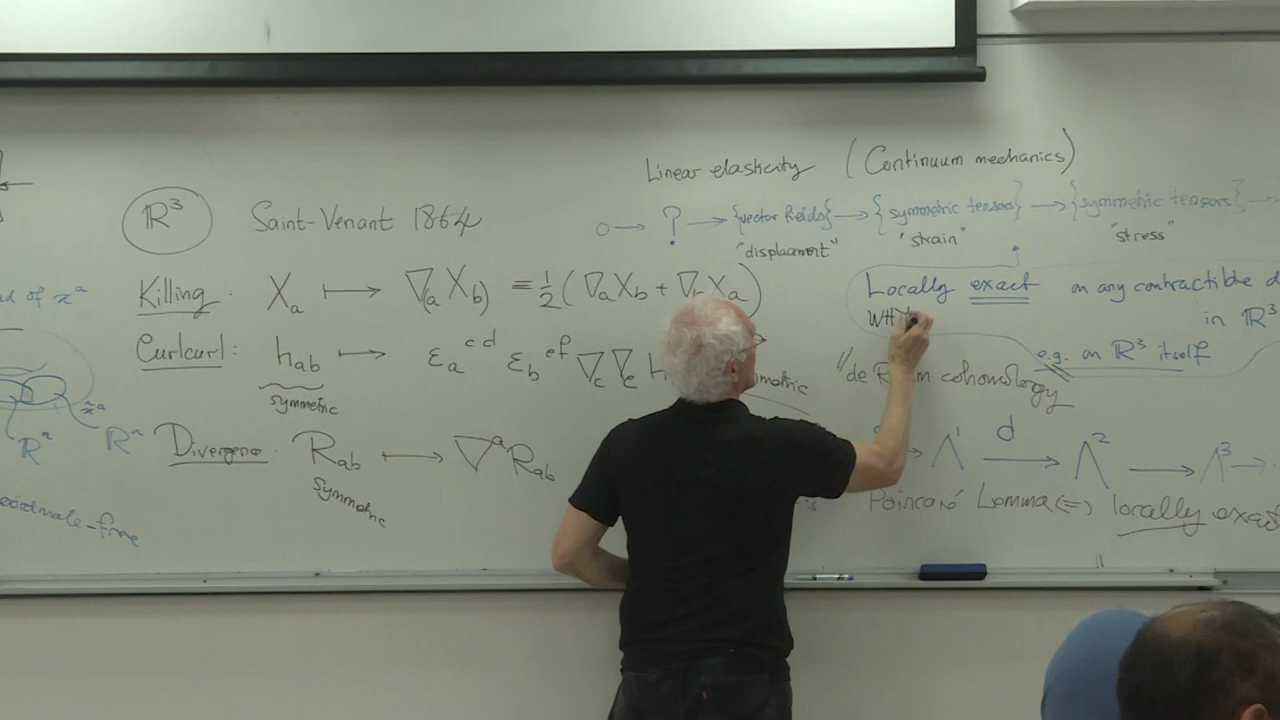 Linear elasticity (Continuum mechanics)
ℝ³ Saint-Venant 1864
0 → ? → {vector fields} → {symmetric tensors} → {symmetric tensors} →
"displacement" "strain" "stress"
Killing: X_a ⟼ ∇_(a X_b) ≡ ½(∇_a X_b + ∇_b X_a)
Locally exact on any contractible
in ℝ³
WHY
e.g. on ℝ³ itself
Curlcurl: h_ab ⟼ ε_a^cd ε_b^ef ∇_c ∇_e h
symmetric
"de Rham cohomology
Divergence: R_ab ⟼ ∇^a R_ab
symmetric
→ Λ¹ d→ Λ² → Λ³ →
Poincaré Lemma ⇔ locally exact
of x^a
x̃^a
ℝⁿ ℝⁿ
coördinate-free